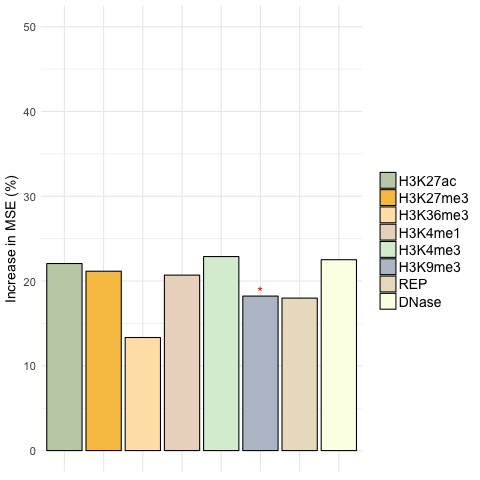 50
40
30
20
10
0
Increase in MSE (%)
*
H3K27ac
H3K27me3
H3K36me3
H3K4me1
H3K4me3
H3K9me3
REP
DNase